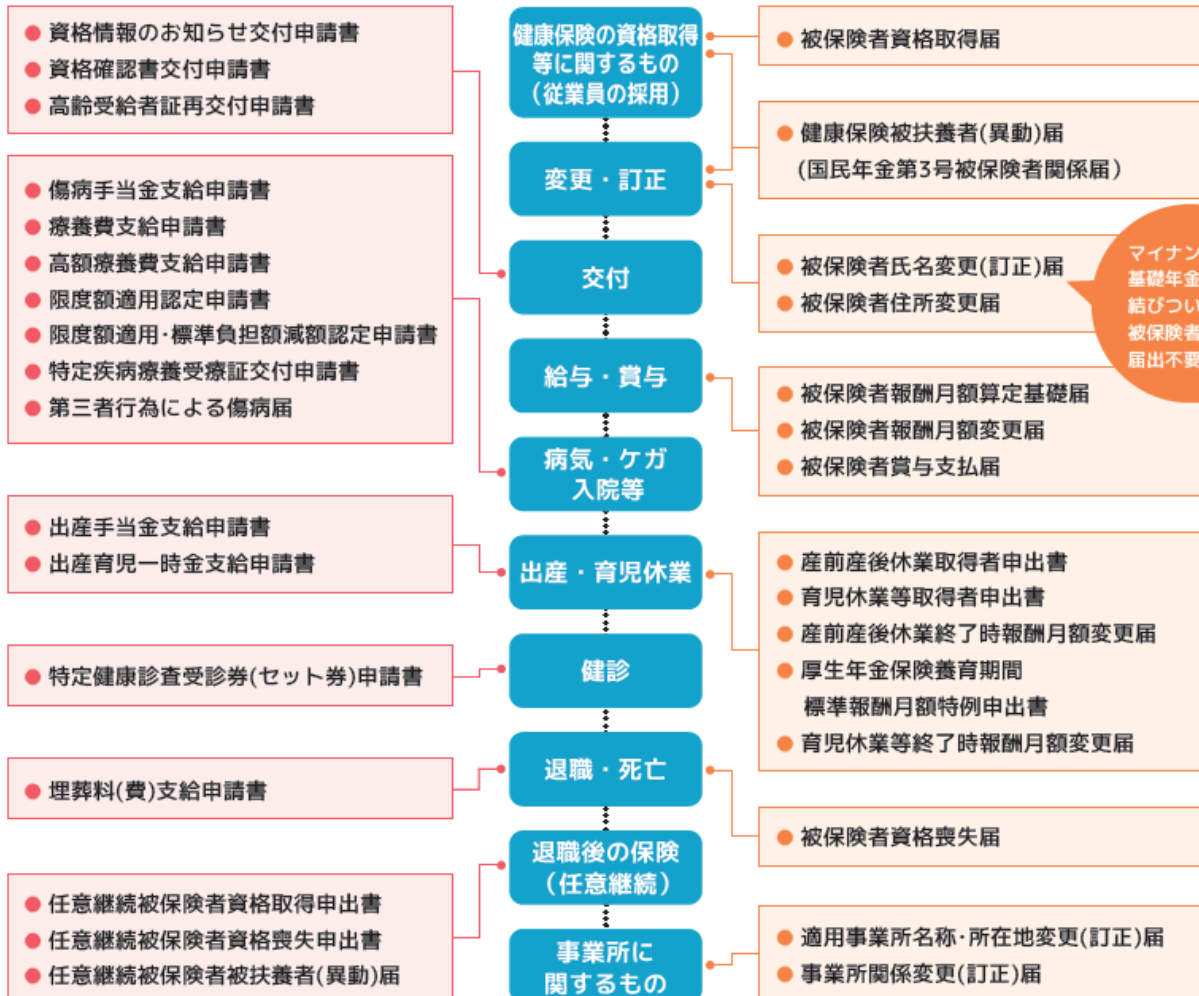 資格情報のお知らせ交付申請書
資格確認書交付申請書
高齢受給者証再交付申請書
傷病手当金支給申請書
療養費支給申請書
高額療養費支給申請書
限度額適用認定申請書
限度額適用･標準負担額減額認定申請書
特定疾病療養受療証交付申請書
第三者行為による傷病届
出産手当金支給申請書
出産育児一時金支給申請書
特定健康診査受診券(セット券)申請書
埋葬料(費)支給申請書
任意継続被保険者資格取得申出書
任意継続被保険者資格喪失申出書
任意継続被保険者被扶養者(異動)届
健康保険の資格取得
等に関するもの
（従業員の採用）
変更・訂正
交付
給与・賞与
病気・ケガ
入院等
出産・育児休業
健診
退職・死亡
退職後の保険
（任意継続）
事業所に
関するもの
被保険者資格取得届
健康保険被扶養者(異動)届
(国民年金第3号被保険者関係届）
被保険者氏名変更(訂正)届
被保険者住所変更届
マイナン
基礎年金
結びつい
被保険者
届出不要
被保険者報酬月額算定基礎届
被保険者報酬月額変更届
被保険者賞与支払届
産前産後休業取得者申出書
育児休業等取得者申出書
産前産後休業終了時報酬月額変更届
厚生年金保険養育期間
標準報酬月額特例申出書
育児休業等終了時報酬月額変更届
被保険者資格喪失届
適用事業所名称･所在地変更(訂正)届
事業所関係変更(訂正)届